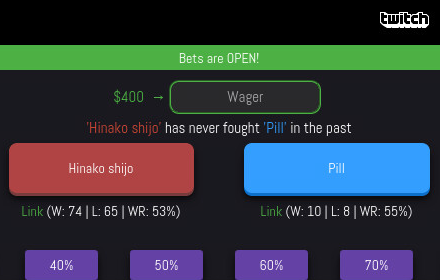 twitch
Bets are OPEN!
$400 → Wager
'Hinako shijo' has never fought 'Pill' in the past
Hinako shijo Pill
Link (W: 74 | L: 65 | WR: 53%) Link (W: 10 | L: 8 | WR: 55%)
40% 50% 60% 70%